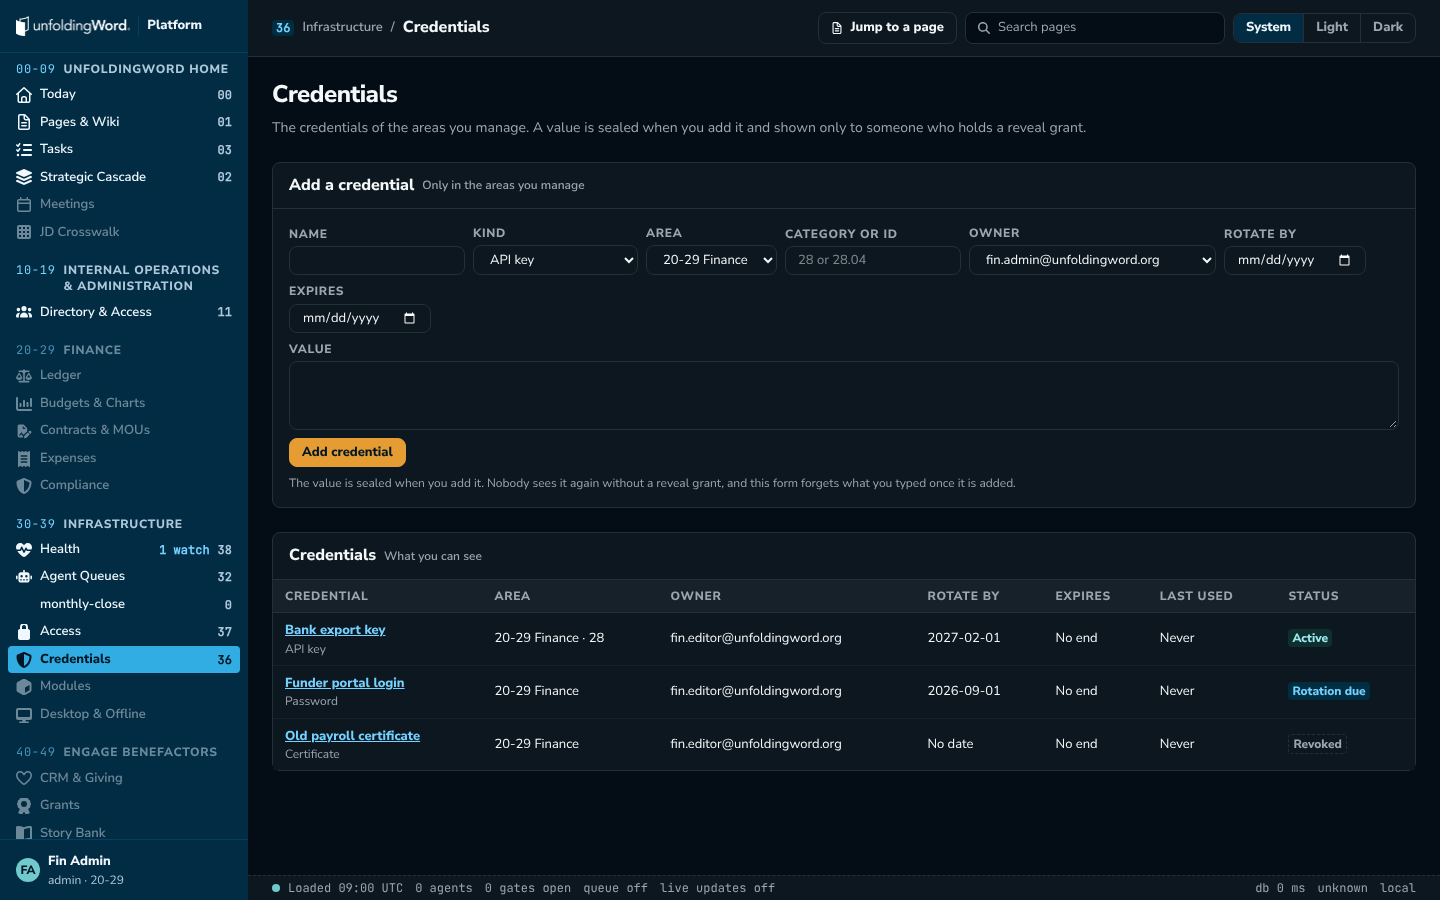 unfoldingWord. Platform
00-09 UNFOLDINGWORD HOME
Today 00
Pages & Wiki 01
Tasks 03
Strategic Cascade 02
Meetings
JD Crosswalk
10-19 INTERNAL OPERATIONS
& ADMINISTRATION
Directory & Access 11
20-29 FINANCE
Ledger
Budgets & Charts
Contracts & MOUs
Expenses
Compliance
30-39 INFRASTRUCTURE
Health 1 watch 38
Agent Queues 32
monthly-close 0
Access 37
Credentials 36
Modules
Desktop & Offline
40-49 ENGAGE BENEFACTORS
CRM & Giving
Grants
Story Bank
FA Fin Admin
admin · 20-29
36 Infrastructure / Credentials
Jump to a page
Search pages
System Light Dark
Credentials
The credentials of the areas you manage. A value is sealed when you add it and shown only to someone who holds a reveal grant.
Add a credential Only in the areas you manage
NAME KIND AREA CATEGORY OR ID OWNER ROTATE BY
API key 20-29 Finance 28 or 28.04 fin.admin@unfoldingword.org mm/dd/yyyy
EXPIRES
mm/dd/yyyy
VALUE
Add credential
The value is sealed when you add it. Nobody sees it again without a reveal grant, and this form forgets what you typed once it is added.
Credentials What you can see
CREDENTIAL AREA OWNER ROTATE BY EXPIRES LAST USED STATUS
Bank export key 20-29 Finance · 28 fin.editor@unfoldingword.org 2027-02-01 No end Never Active
API key
Funder portal login 20-29 Finance fin.editor@unfoldingword.org 2026-09-01 No end Never Rotation due
Password
Old payroll certificate 20-29 Finance fin.editor@unfoldingword.org No date No end Never Revoked
Certificate
Loaded 09:00 UTC 0 agents 0 gates open queue off live updates off db 0 ms unknown local